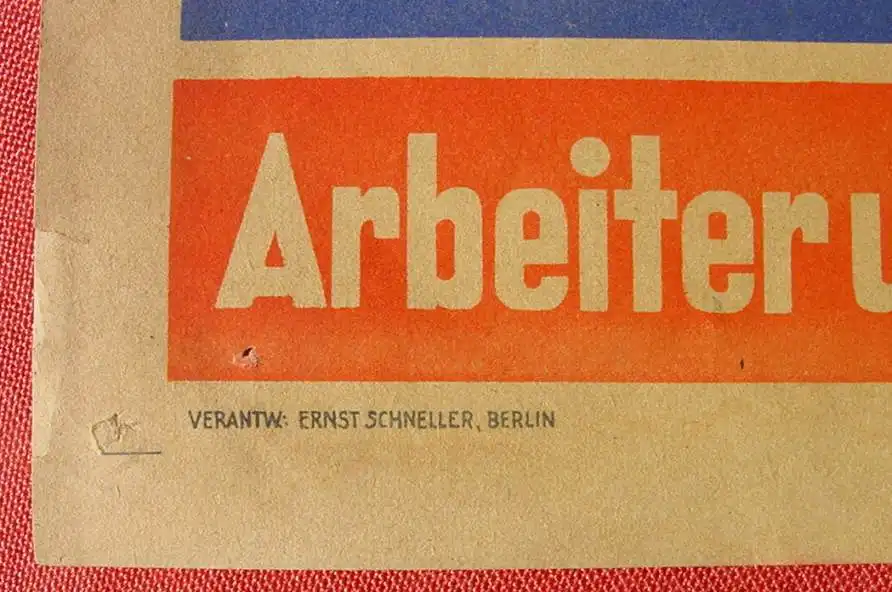 Arbeiter u
VERANTW.: ERNST SCHNELLER, BERLIN